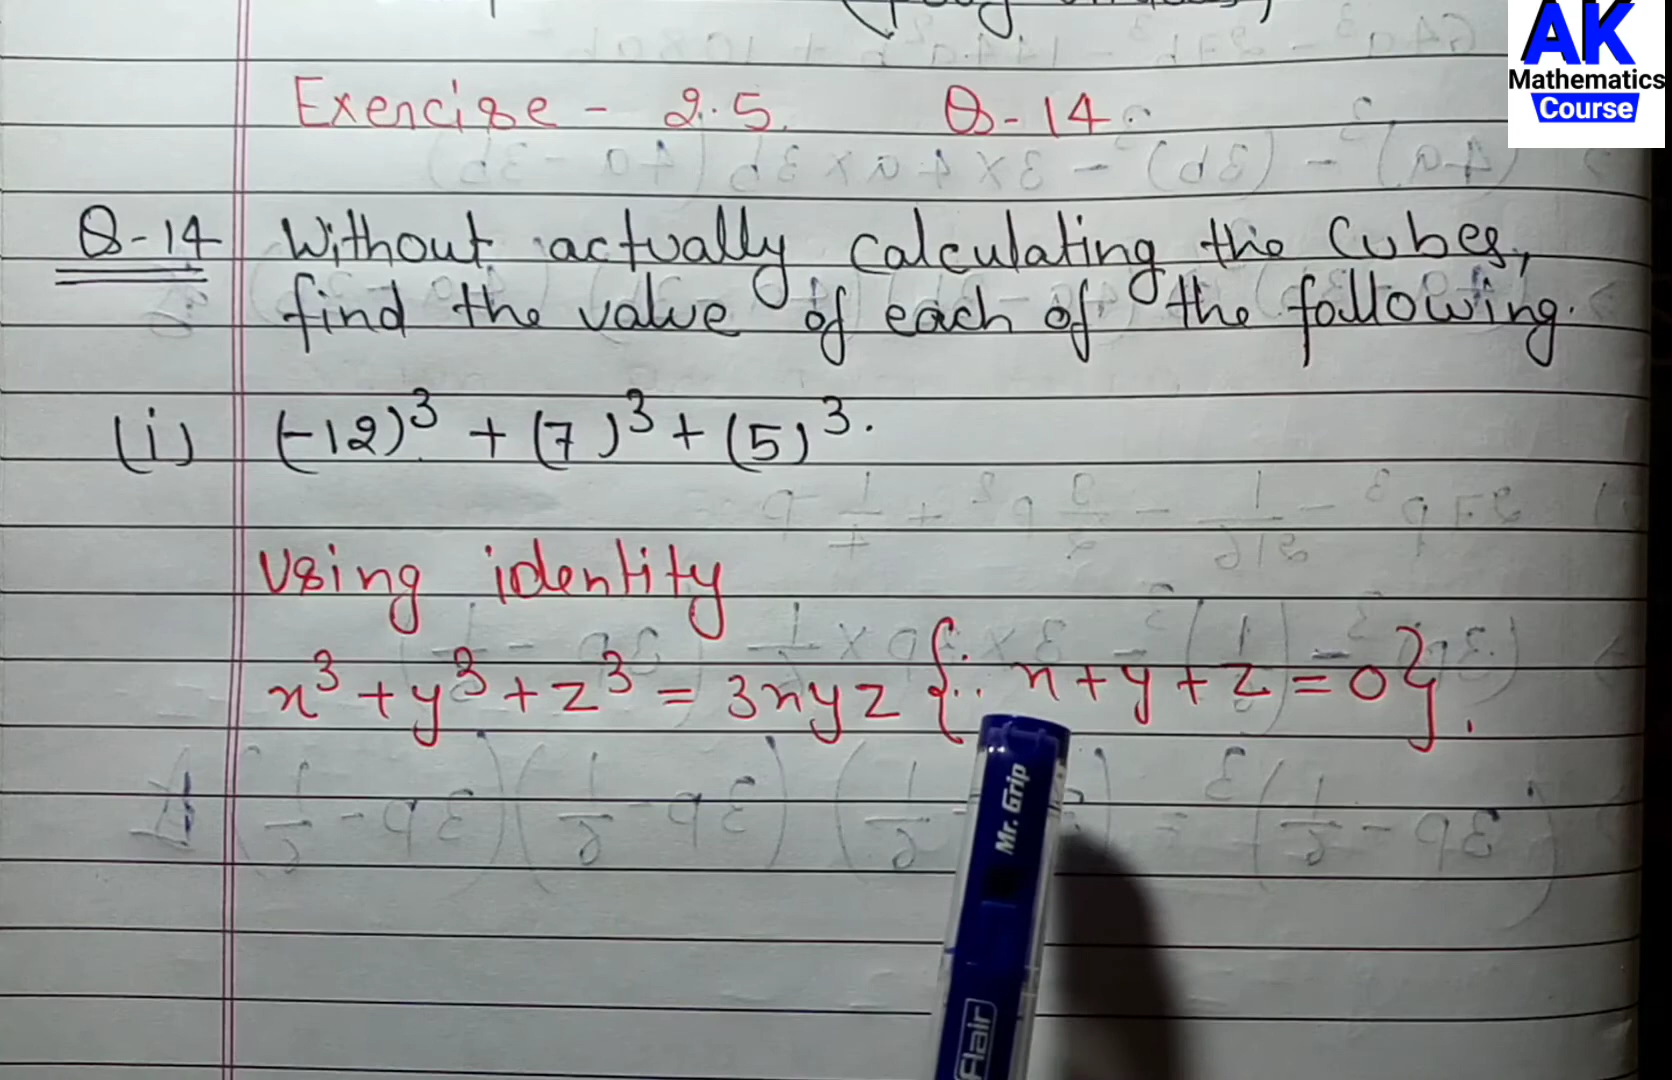 AK
Mathematics
Course
Exercise - 2.5. Q-14.
Q-14 Without actually calculating the cubes,
find the value of each of the following.
(i) (-12)³ + (7)³ + (5)³.
Using identity
x³ + y³ + z³ = 3xyz {∵ x + y + z = 0}.
Mr. Grip
Flair